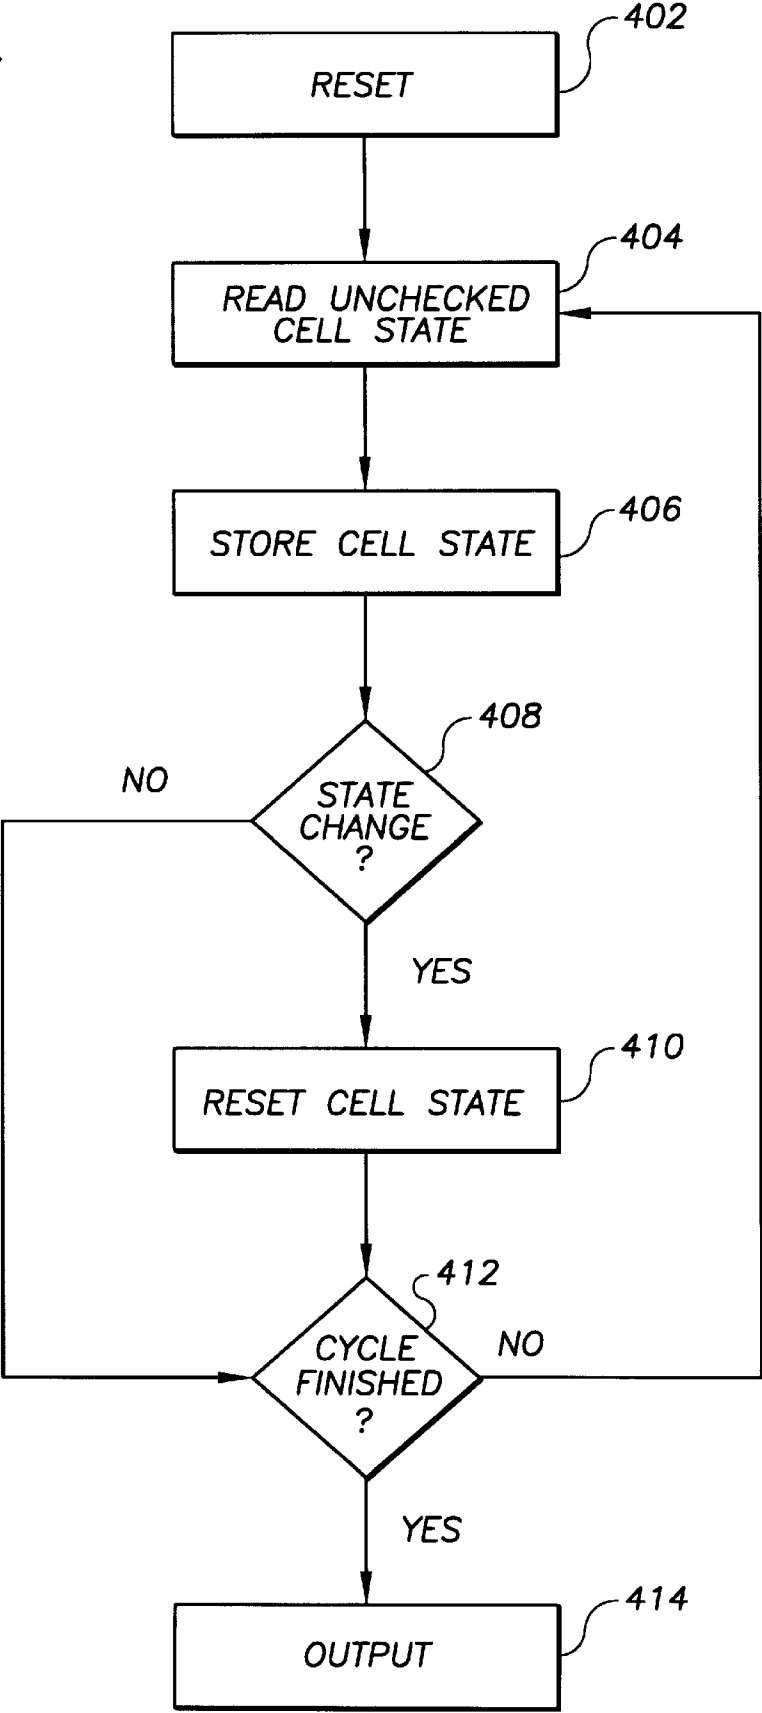 402
RESET
404
READ UNCHECKED
CELL STATE
406
STORE CELL STATE
408
NO
STATE
CHANGE
?
YES
410
RESET CELL STATE
412
CYCLE
FINISHED
?
NO
YES
414
OUTPUT